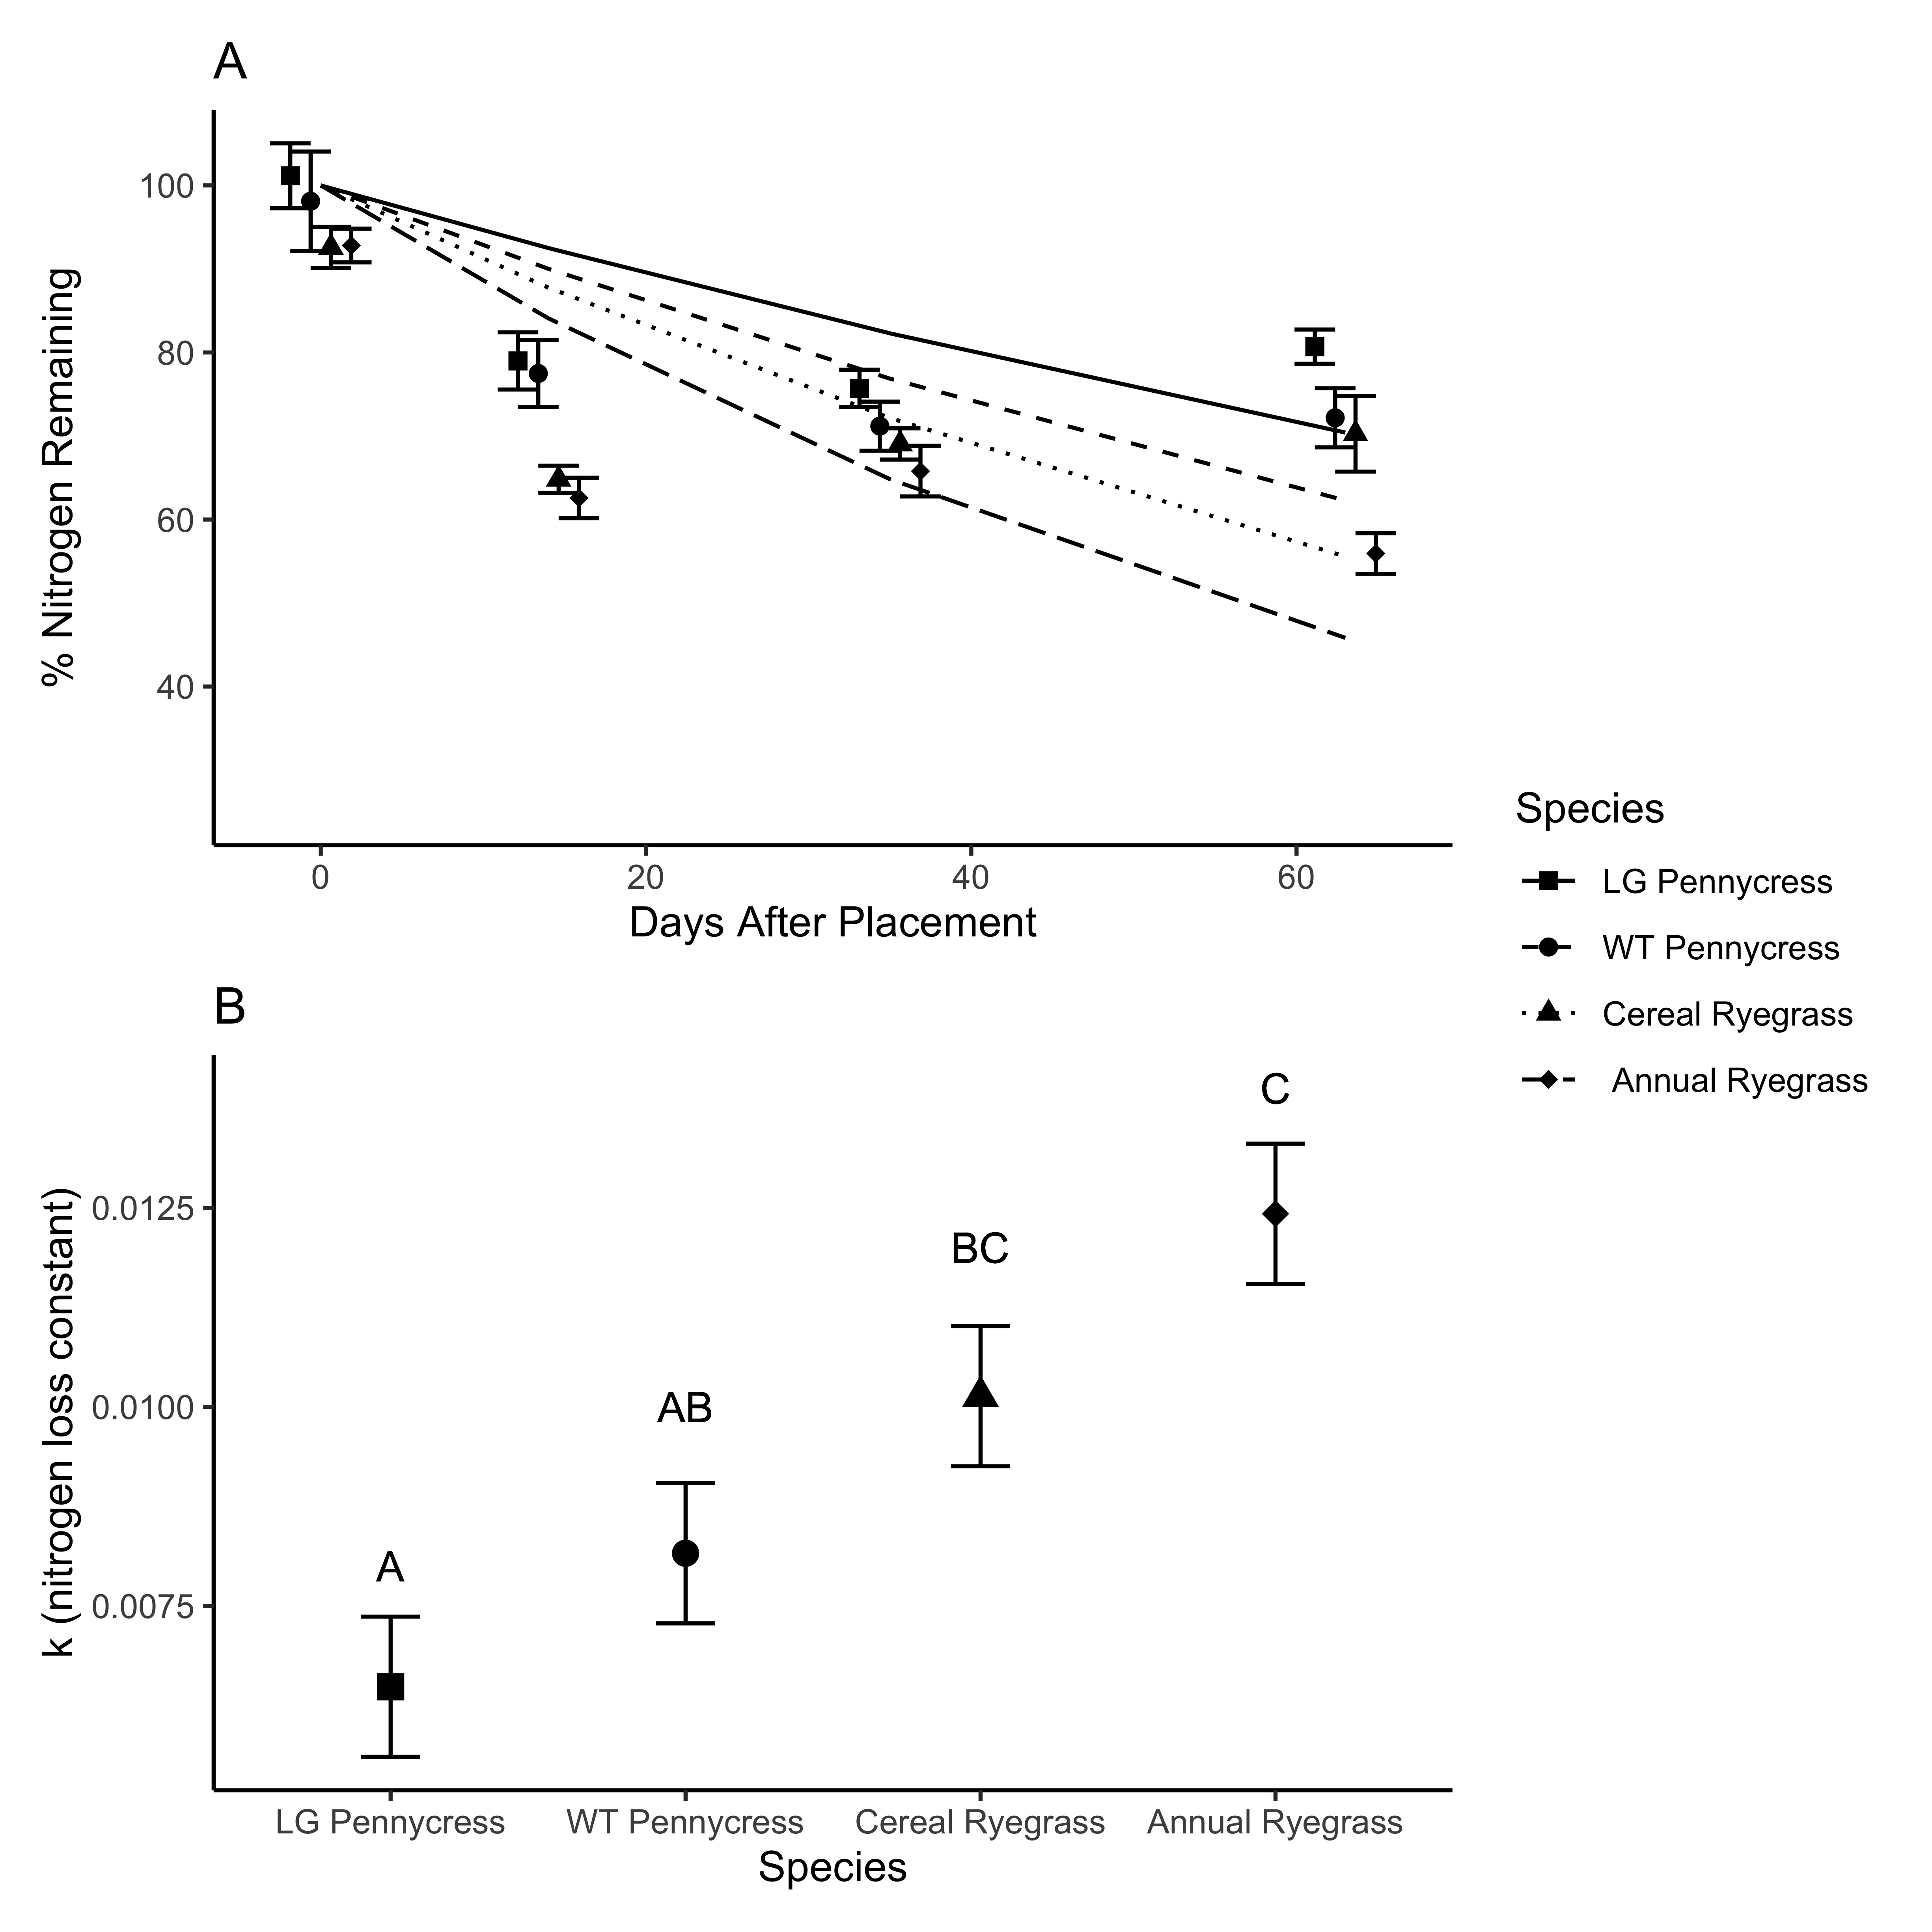 A
% Nitrogen Remaining
100
80
60
40
0 20 40 60
Days After Placement
Species
LG Pennycress
WT Pennycress
Cereal Ryegrass
Annual Ryegrass
B
k (nitrogen loss constant)
0.0125
0.0100
0.0075
A
AB
BC
C
LG Pennycress WT Pennycress Cereal Ryegrass Annual Ryegrass
Species